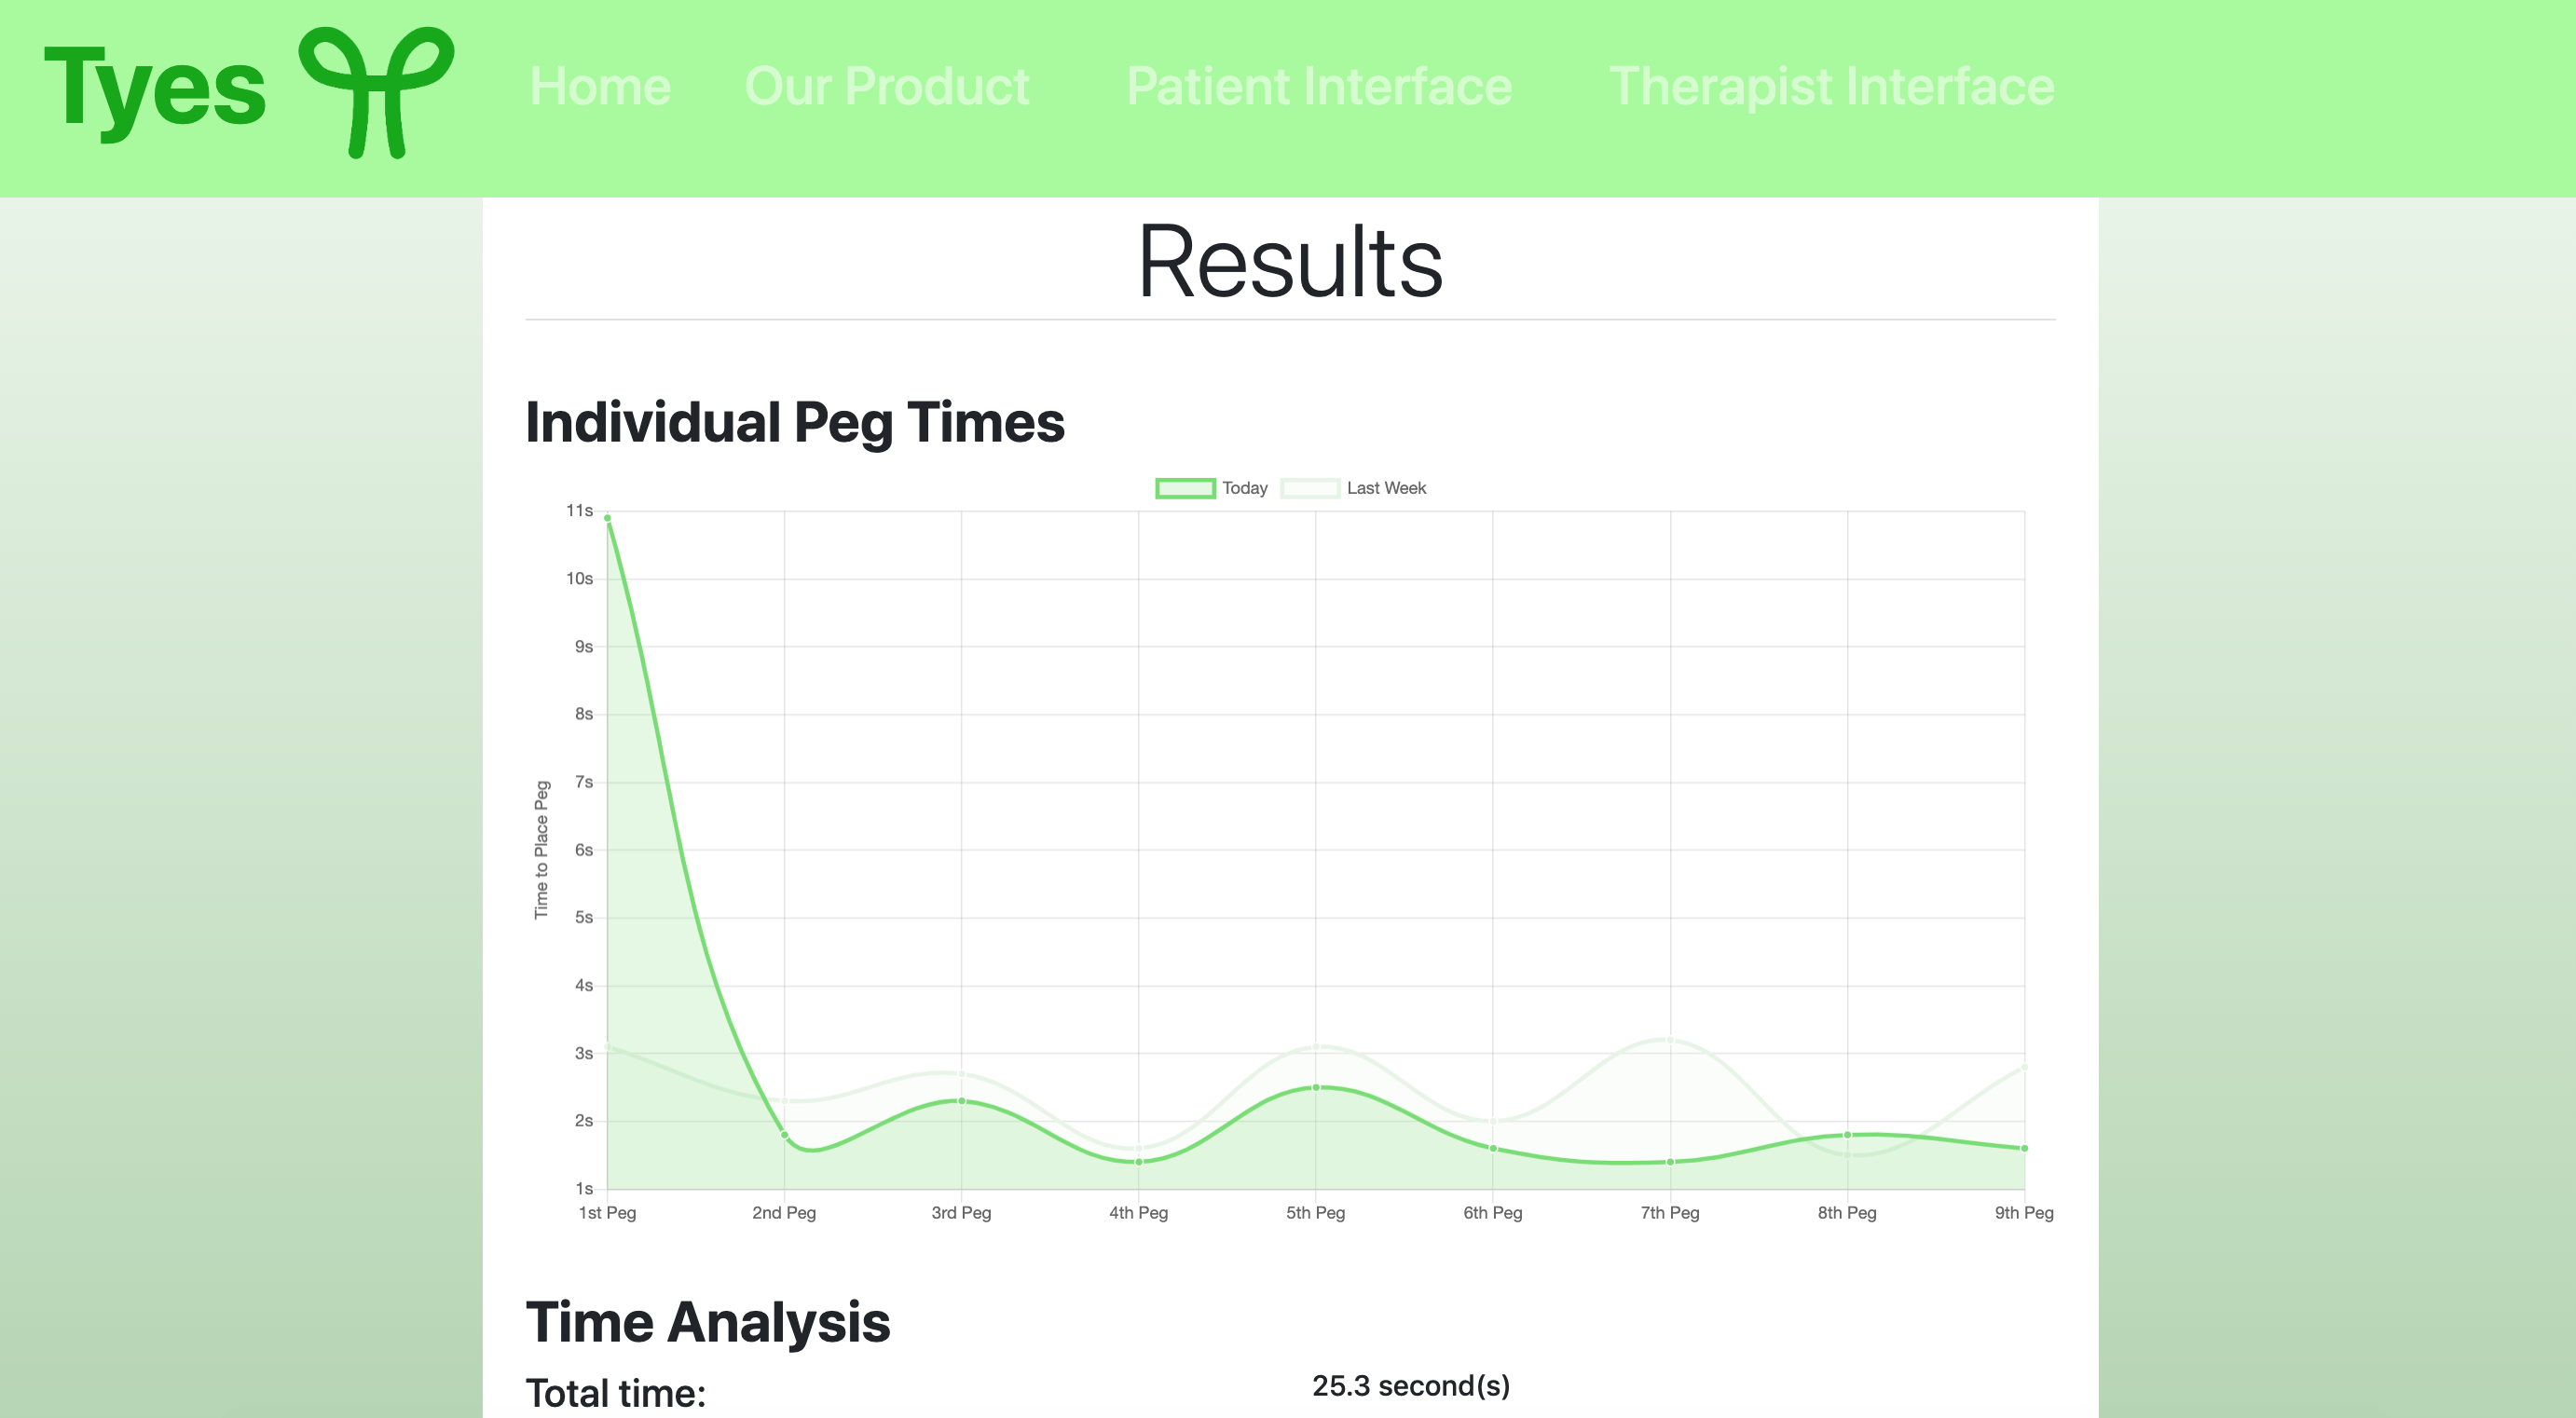 Tyes
Home Our Product Patient Interface Therapist Interface
Results
Individual Peg Times
Today Last Week
11s
10s
9s
8s
7s
6s
5s
4s
3s
2s
1s
Time to Place Peg
1st Peg 2nd Peg 3rd Peg 4th Peg 5th Peg 6th Peg 7th Peg 8th Peg 9th Peg
Time Analysis
Total time: 25.3 second(s)